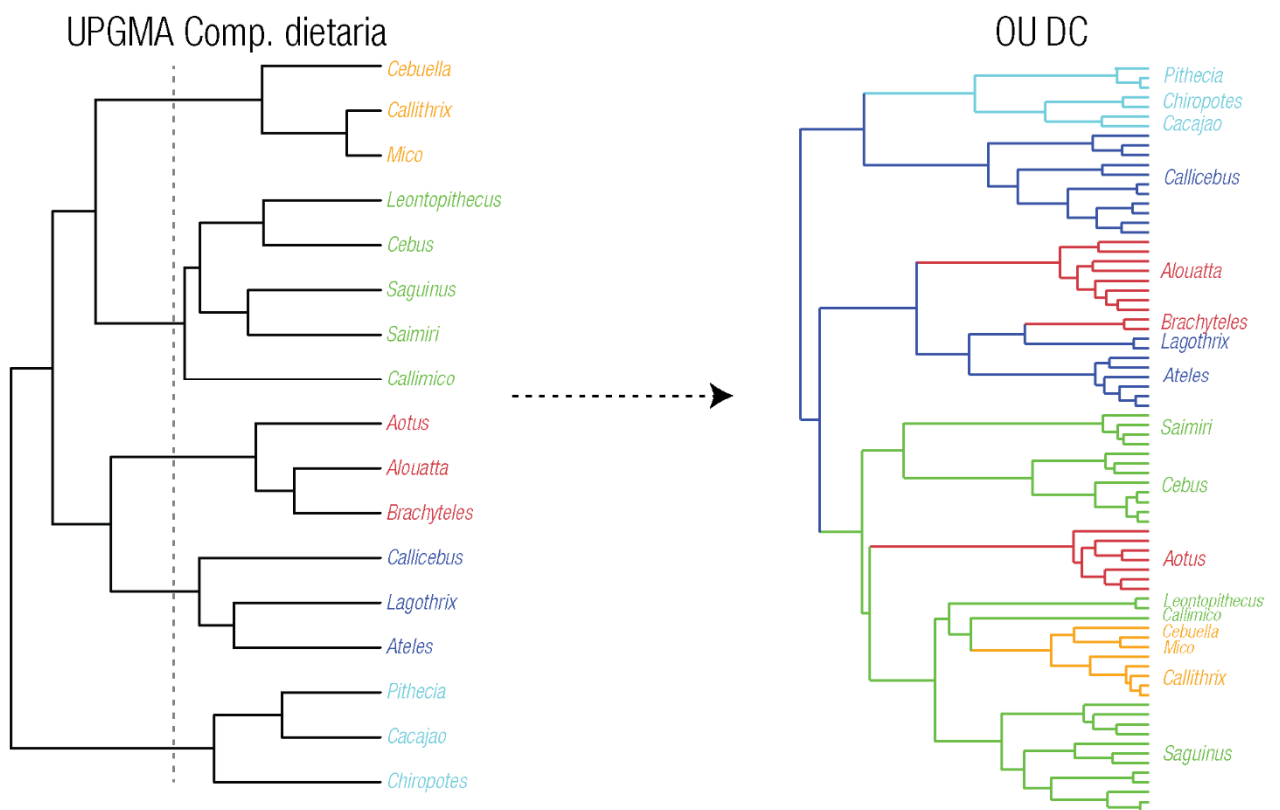 UPGMA Comp. dietaria
Cebuella
Callithrix
Mico
Leontopithecus
Cebus
Saguinus
Saimiri
Callimico
Aotus
Alouatta
Brachyteles
Callicebus
Lagothrix
Ateles
Pithecia
Cacajao
Chiropotes
OU DC
Pithecia
Chiropotes
Cacajao
Callicebus
Alouatta
Brachyteles
Lagothrix
Ateles
Saimiri
Cebus
Aotus
Leontopithecus
Callimico
Cebuella
Mico
Callithrix
Saguinus